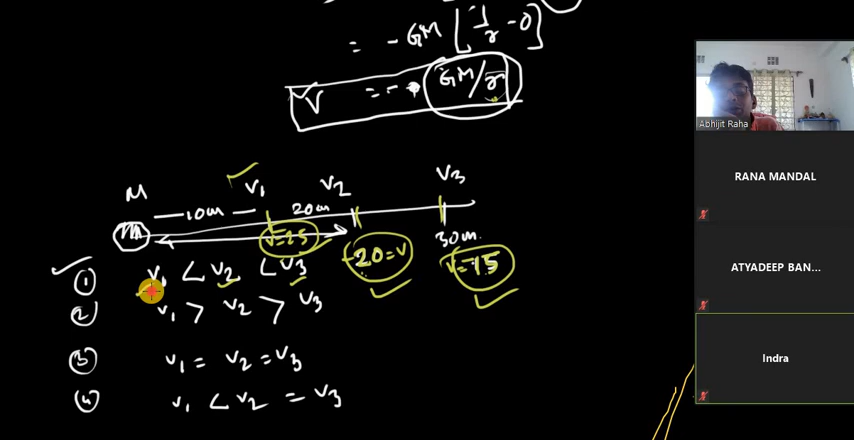 = - GM [1/r - 0]
V = - GM/r
M V1 V2 V3
10m 20m
m V=25 -20=V V=-15
30m
① V1 < V2 < V3
② V1 > V2 > V3
③ V1 = V2 = V3
④ V1 < V2 = V3
Abhijit Raha
RANA MANDAL
ATYADEEP BAN...
Indra